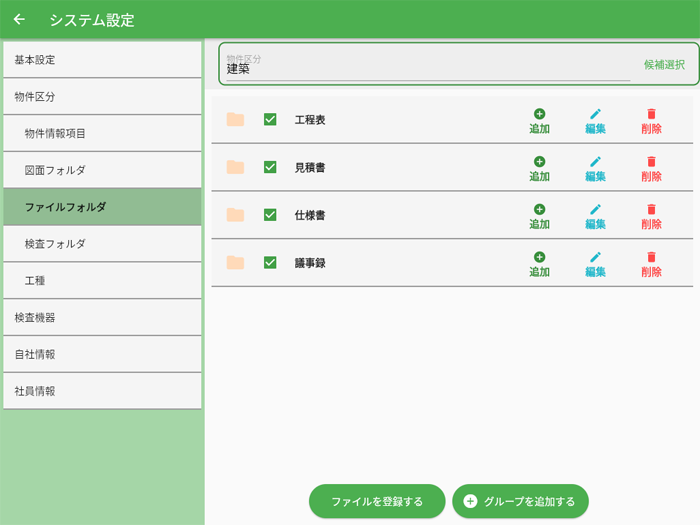 システム設定
基本設定
物件区分
物件情報項目
図面フォルダ
ファイルフォルダ
検査フォルダ
工種
検査機器
自社情報
社員情報
物件区分
建築
候補選択
工程表
追加
編集
削除
見積書
追加
編集
削除
仕様書
追加
編集
削除
議事録
追加
編集
削除
ファイルを登録する
グループを追加する